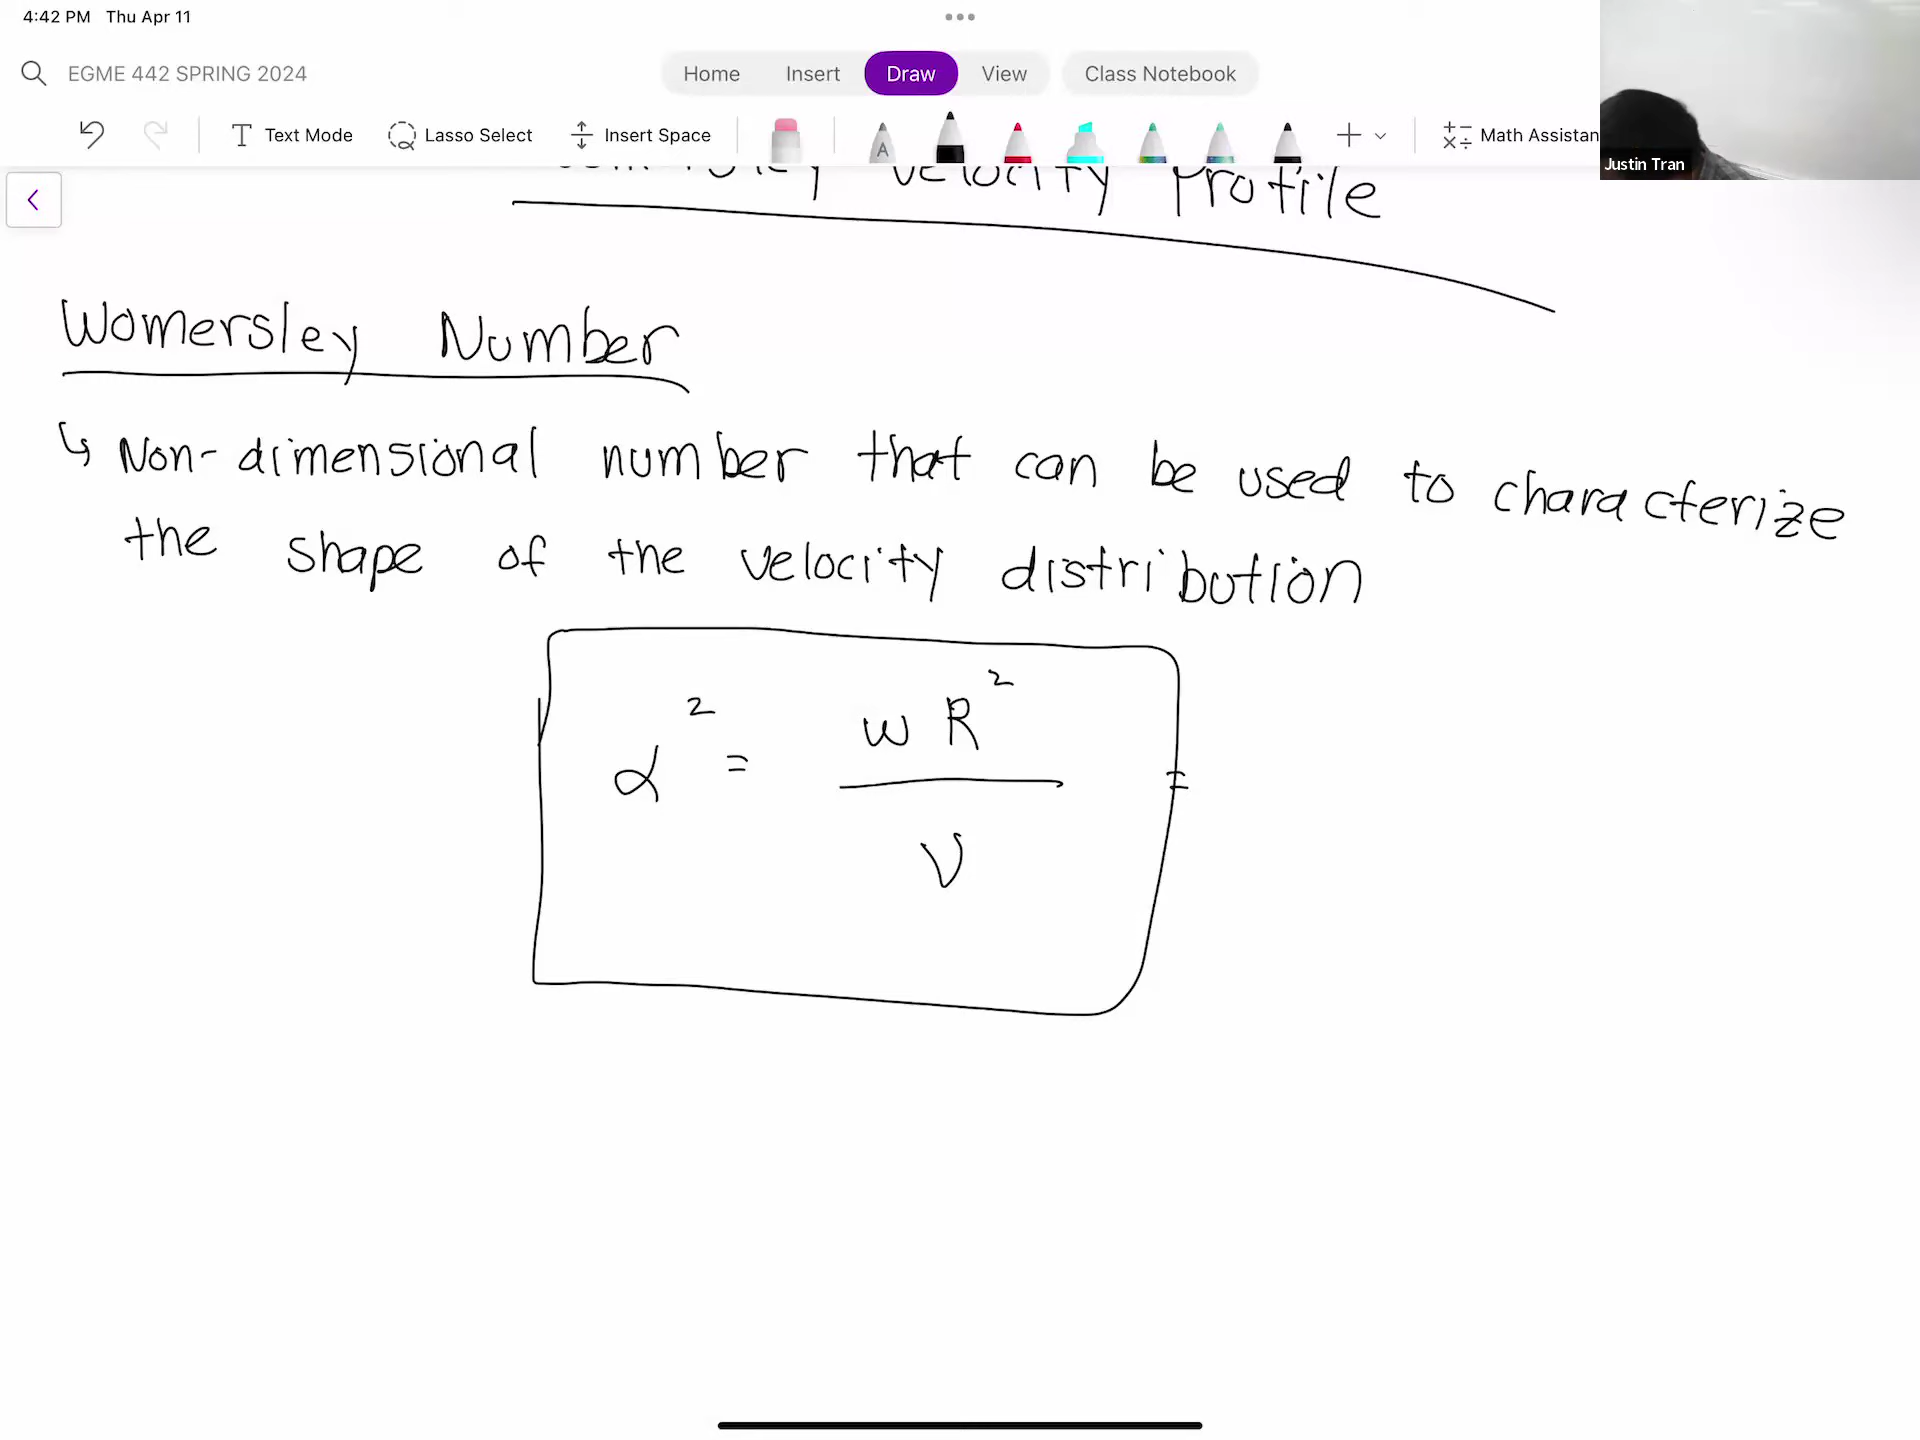 4:42 PM Thu Apr 11
EGME 442 SPRING 2024
Home Insert Draw View Class Notebook
Text Mode Lasso Select Insert Space A Math Assistan
Justin Tran
Velocity Profile
Womersley Number
↳ Non-dimensional number that can be used to characterize
the shape of the velocity distribution
α² = ωR² / ν =